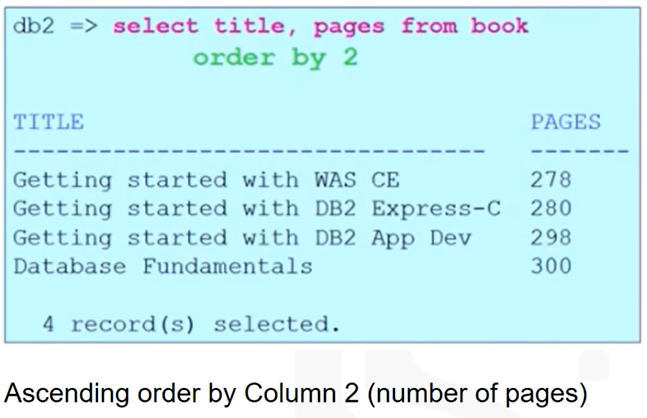 db2 => select title, pages from book
order by 2
TITLE PAGES
--------------------------------- -------
Getting started with WAS CE 278
Getting started with DB2 Express-C 280
Getting started with DB2 App Dev 298
Database Fundamentals 300
4 record(s) selected.
Ascending order by Column 2 (number of pages)